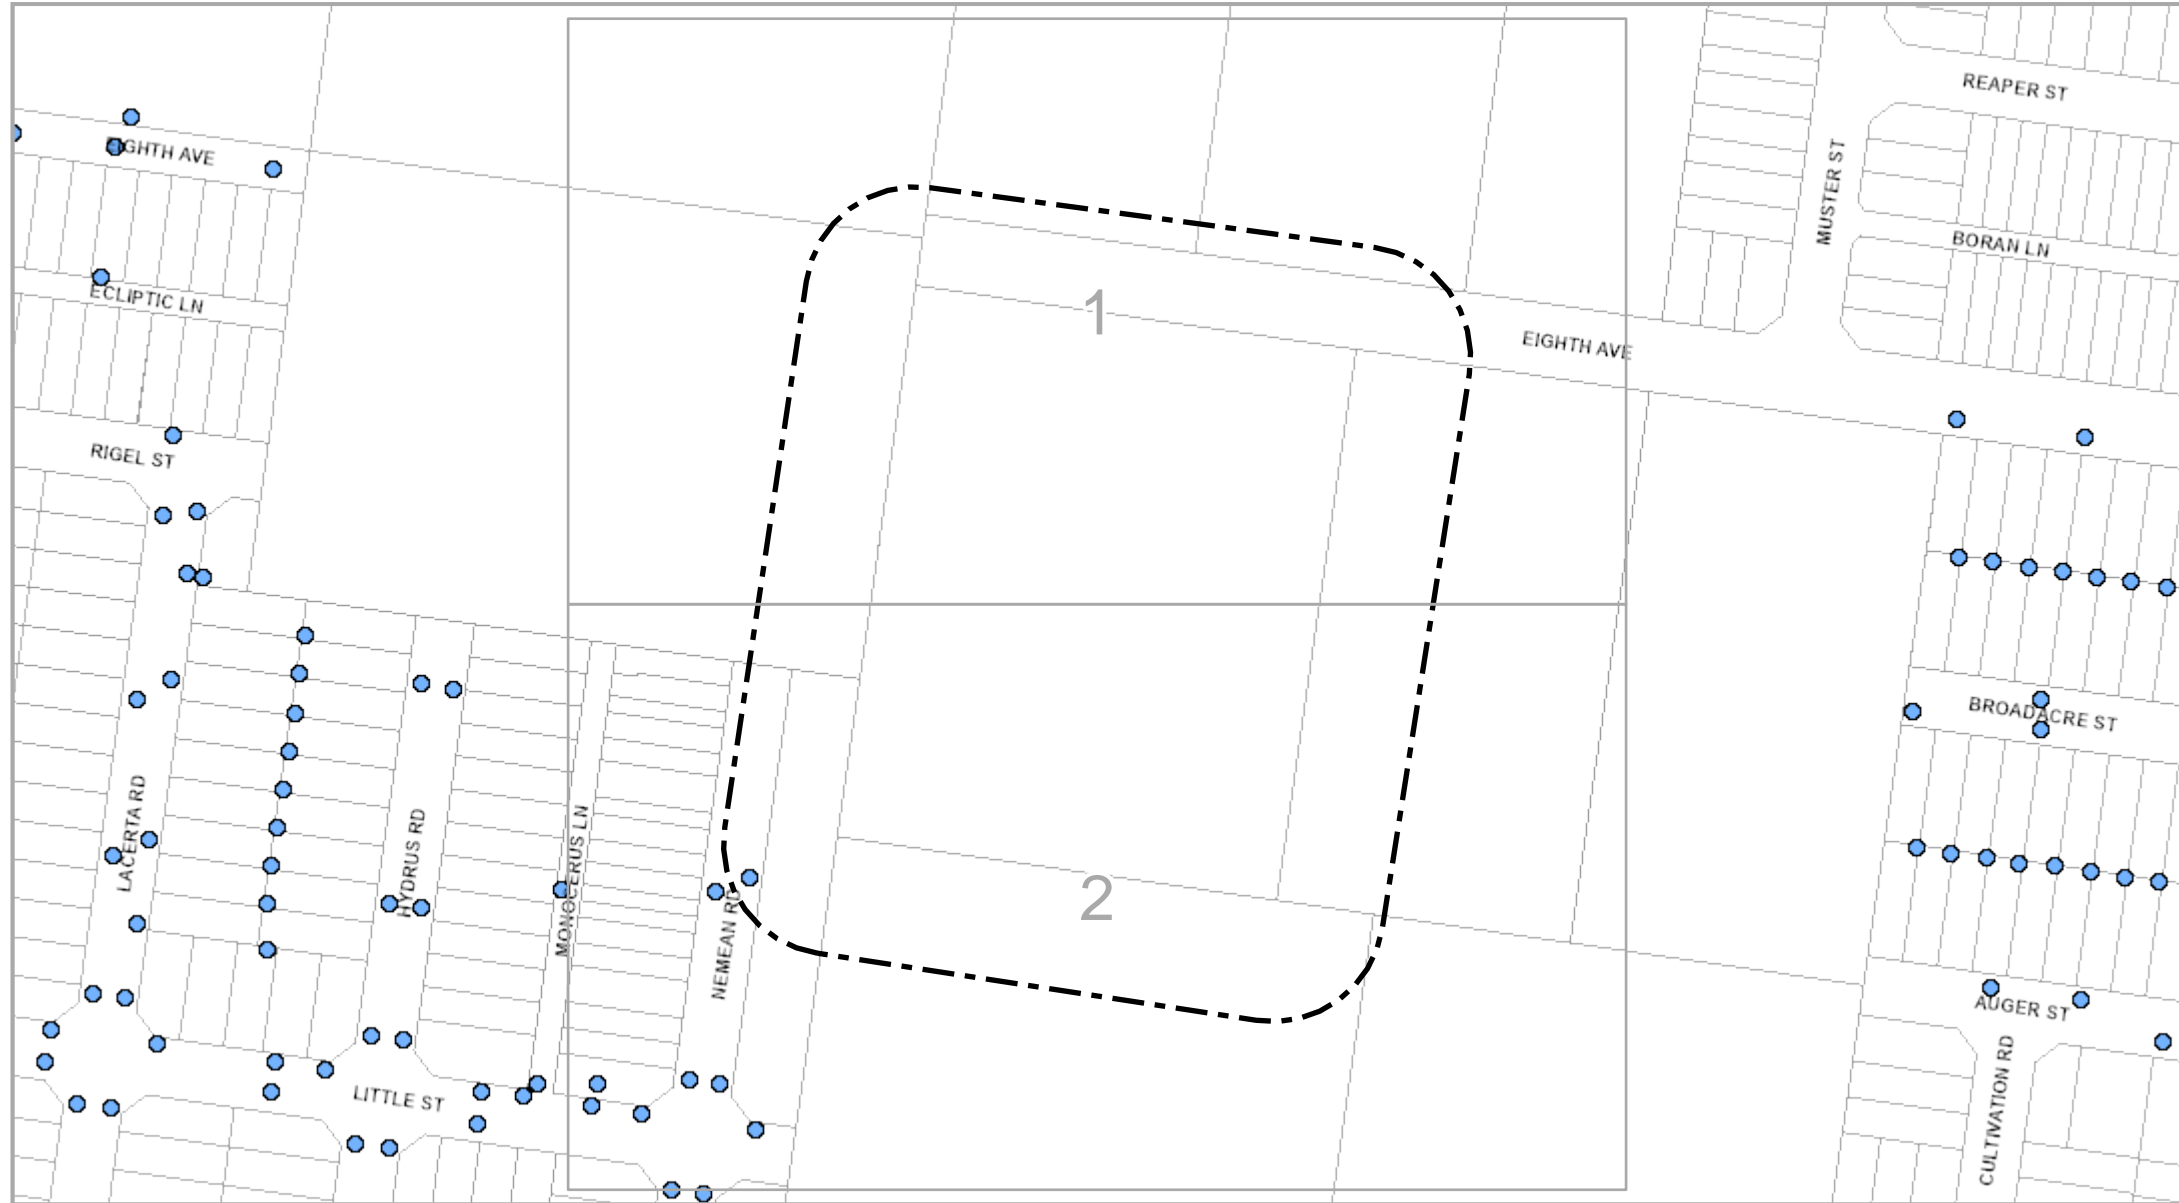 REAPER ST
EIGHTH AVE
MUSTER ST
BORAN LN
ECLIPTIC LN
1
EIGHTH AVE
RIGEL ST
BROADACRE ST
LACERTA RD
HYDRUS RD
MONOCERUS LN
2
NEMEAN RD
AUGER ST
LITTLE ST
CULTIVATION RD